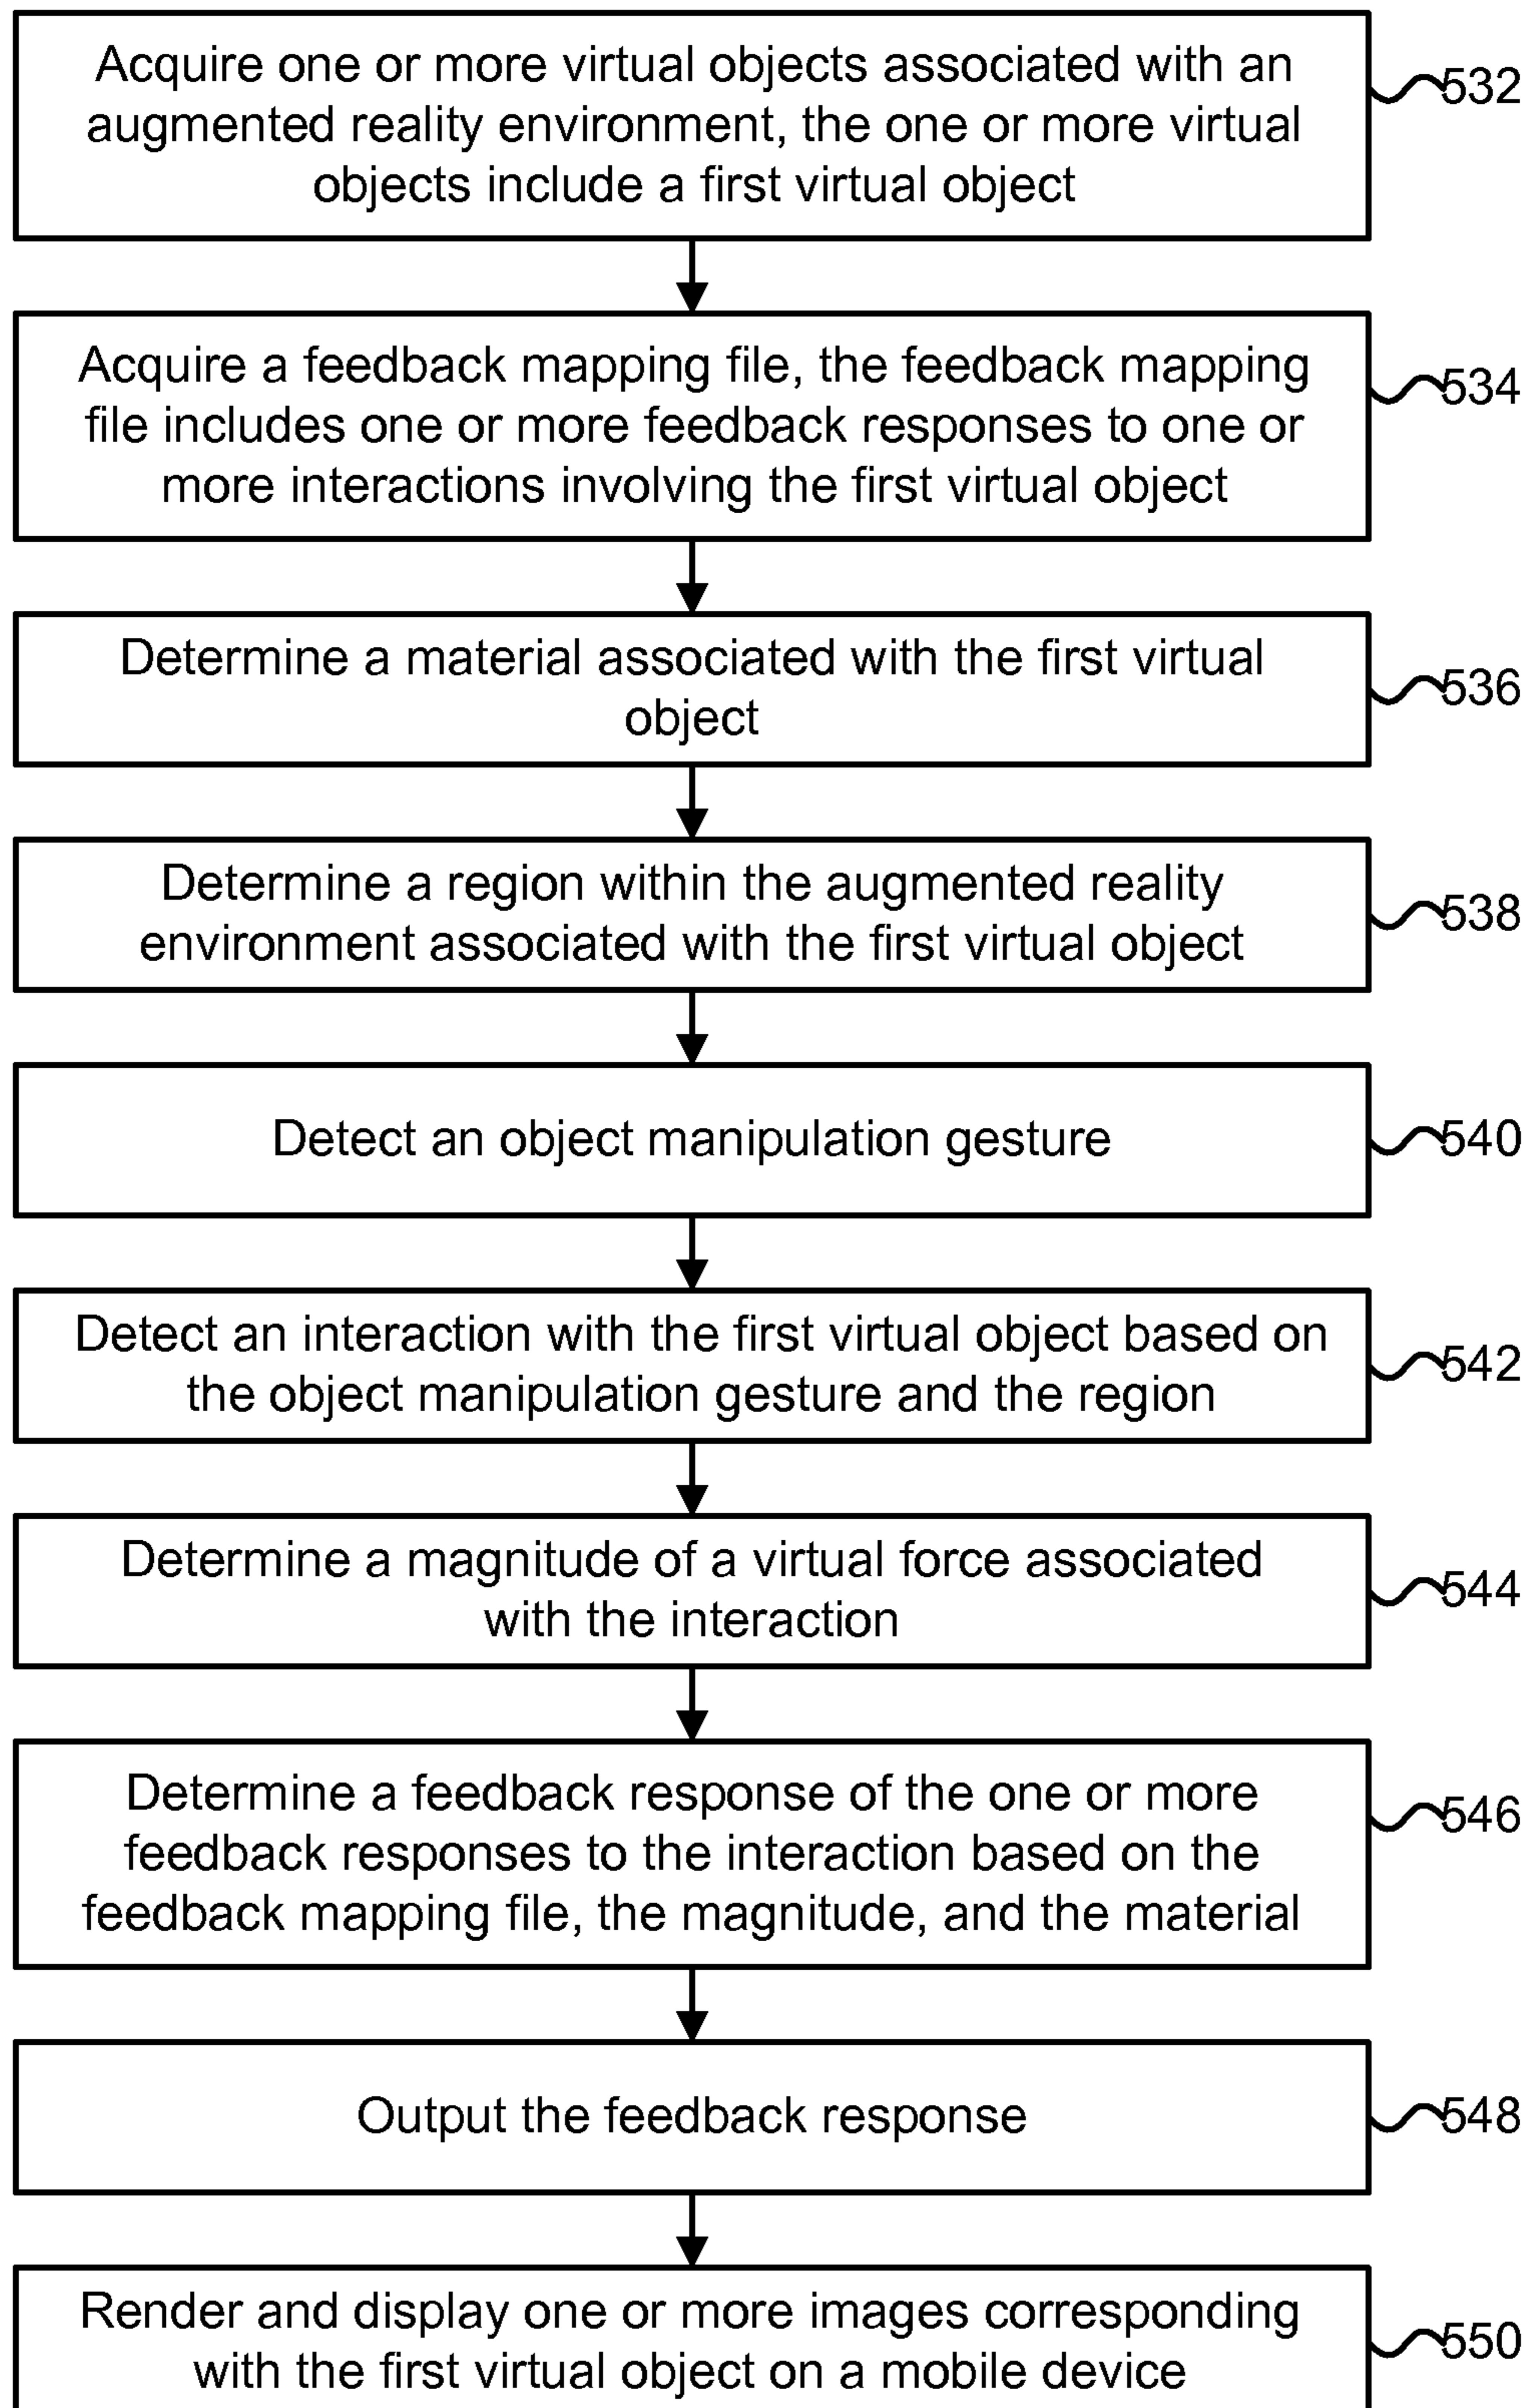 Acquire one or more virtual objects associated with an
augmented reality environment, the one or more virtual
objects include a first virtual object
532
Acquire a feedback mapping file, the feedback mapping
file includes one or more feedback responses to one or
more interactions involving the first virtual object
534
Determine a material associated with the first virtual
object
536
Determine a region within the augmented reality
environment associated with the first virtual object
538
Detect an object manipulation gesture
540
Detect an interaction with the first virtual object based on
the object manipulation gesture and the region
542
Determine a magnitude of a virtual force associated
with the interaction
544
Determine a feedback response of the one or more
feedback responses to the interaction based on the
feedback mapping file, the magnitude, and the material
546
Output the feedback response
548
Render and display one or more images corresponding
with the first virtual object on a mobile device
550